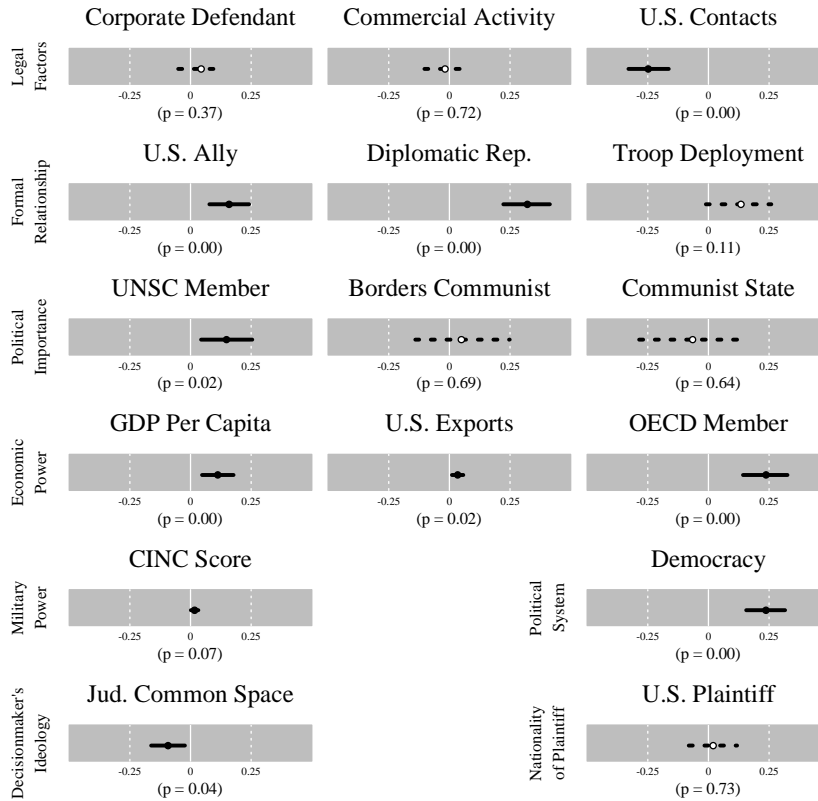 Corporate Defendant
Commercial Activity
U.S. Contacts
Legal
Factors
-0.25 0 0.25
-0.25 0 0.25
-0.25 0 0.25
(p = 0.37)
(p = 0.72)
(p = 0.00)
U.S. Ally
Diplomatic Rep.
Troop Deployment
Formal
Relationship
-0.25 0 0.25
-0.25 0 0.25
-0.25 0 0.25
(p = 0.00)
(p = 0.00)
(p = 0.11)
UNSC Member
Borders Communist
Communist State
Political
Importance
-0.25 0 0.25
-0.25 0 0.25
-0.25 0 0.25
(p = 0.02)
(p = 0.69)
(p = 0.64)
GDP Per Capita
U.S. Exports
OECD Member
Economic
Power
-0.25 0 0.25
-0.25 0 0.25
-0.25 0 0.25
(p = 0.00)
(p = 0.02)
(p = 0.00)
CINC Score
Democracy
Military
Power
Political
System
-0.25 0 0.25
-0.25 0 0.25
(p = 0.07)
(p = 0.00)
Jud. Common Space
U.S. Plaintiff
Decisionmaker's
Ideology
Nationality
of Plaintiff
-0.25 0 0.25
-0.25 0 0.25
(p = 0.04)
(p = 0.73)